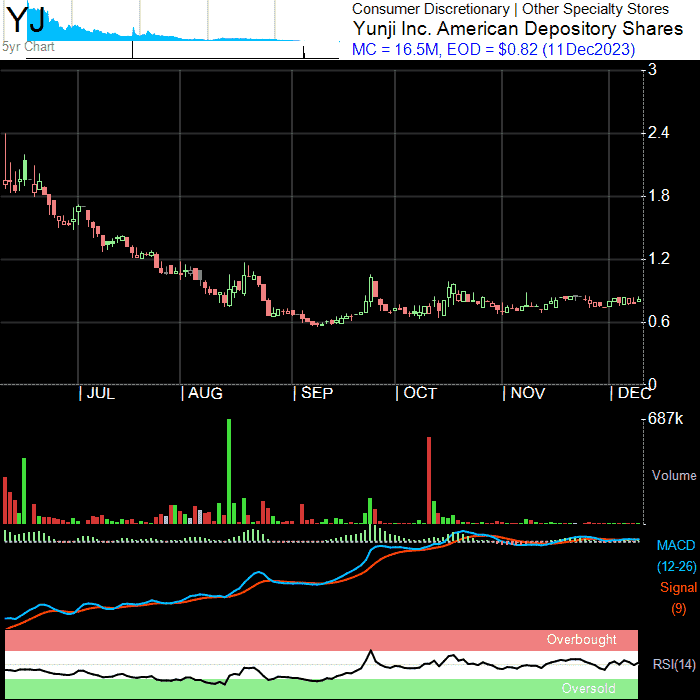 YJ
5yr Chart
Consumer Discretionary | Other Specialty Stores
Yunji Inc. American Depository Shares
MC = 16.5M, EOD = $0.82 (11Dec2023)
3
2.4
1.8
1.2
0.6
0
| JUL | AUG | SEP | OCT | NOV | DEC
687k
Volume
MACD
(12-26)
Signal
(9)
Overbought
RSI(14)
Oversold